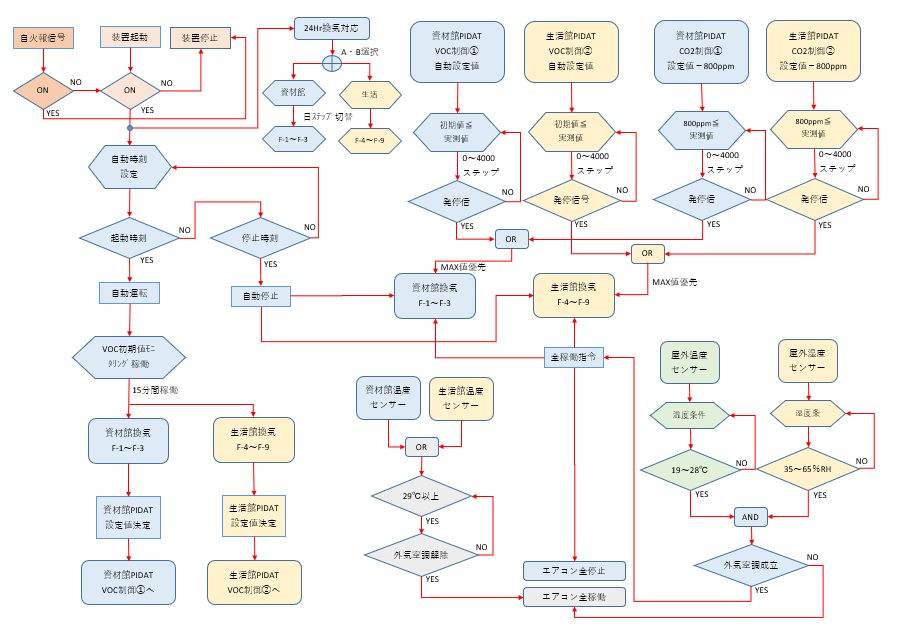 自火報信号
装置起動
装置停止
ON
NO
YES
ON
NO
YES
24Hr換気対応
A・B選択
資材館
生活
日ステップ 切替
F-1～F-3
F-4～F-9
資材館PIDAT
VOC制御①
自動設定値
生活館PIDAT
VOC制御②
自動設定値
資材館PIDAT
CO2制御①
設定値－800ppm
生活館PIDAT
CO2制御②
設定値－800ppm
初期値≦
実測値
初期値≦
実測値
800ppm≦
実測値
800ppm≦
実測値
0～4000
ステップ
0～4000
ステップ
0～4000
ステップ
0～4000
ステップ
発停信
NO
YES
発停信号
NO
YES
発停信
NO
YES
発停信
NO
YES
OR
OR
MAX値優先
MAX値優先
自動時刻
設定
起動時刻
NO
YES
停止時刻
NO
YES
自動運転
自動停止
資材館換気
F-1～F-3
生活館換気
F-4～F-9
VOC初期値ﾓﾆ
ﾀﾘﾝｸﾞ稼働
15分間稼働
全稼働指令
資材館換気
F-1～F-3
生活館換気
F-4～F-9
資材館PIDAT
設定値決定
生活館PIDAT
設定値決定
資材館PIDAT
VOC制御①へ
生活館PIDAT
VOC制御②へ
資材館温度
センサー
生活館温度
センサー
OR
29℃以上
YES
外気空調解除
NO
YES
屋外温度
センサー
屋外湿度
センサー
温度条件
湿度条
19～28℃
NO
YES
35～65%RH
NO
YES
AND
外気空調成立
NO
YES
エアコン全停止
エアコン全稼働